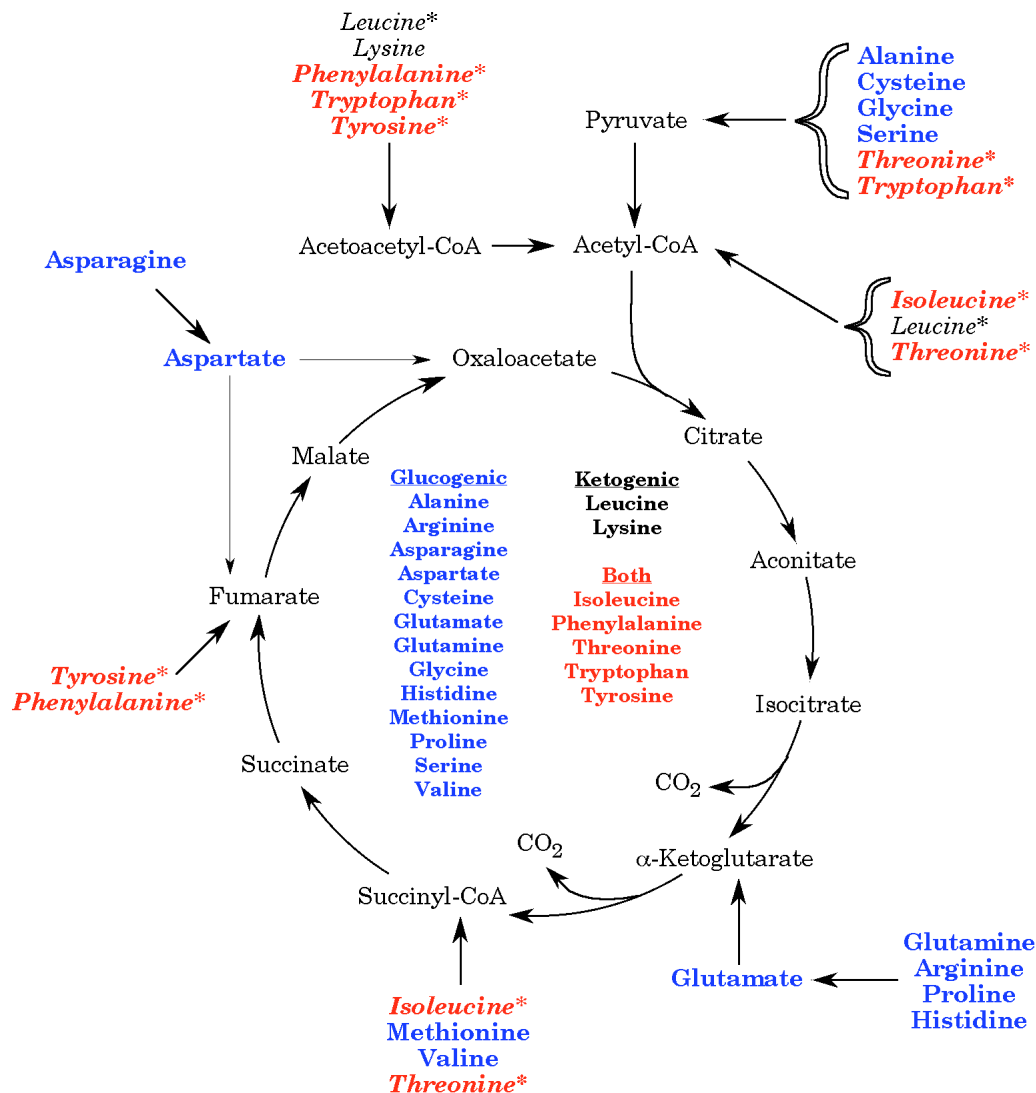 Leucine*
Lysine
Phenylalanine*
Tryptophan*
Tyrosine*
Pyruvate
Alanine
Cysteine
Glycine
Serine
Threonine*
Tryptophan*
Acetoacetyl-CoA
Acetyl-CoA
Asparagine
Aspartate
Isoleucine*
Leucine*
Threonine*
Oxaloacetate
Citrate
Malate
Glucogenic
Alanine
Arginine
Asparagine
Aspartate
Cysteine
Glutamate
Glutamine
Glycine
Histidine
Methionine
Proline
Serine
Valine
Ketogenic
Leucine
Lysine
Both
Isoleucine
Phenylalanine
Threonine
Tryptophan
Tyrosine
Aconitate
Fumarate
Tyrosine*
Phenylalanine*
Isocitrate
Succinate
CO2
CO2
α-Ketoglutarate
Succinyl-CoA
Glutamate
Glutamine
Arginine
Proline
Histidine
Isoleucine*
Methionine
Valine
Threonine*